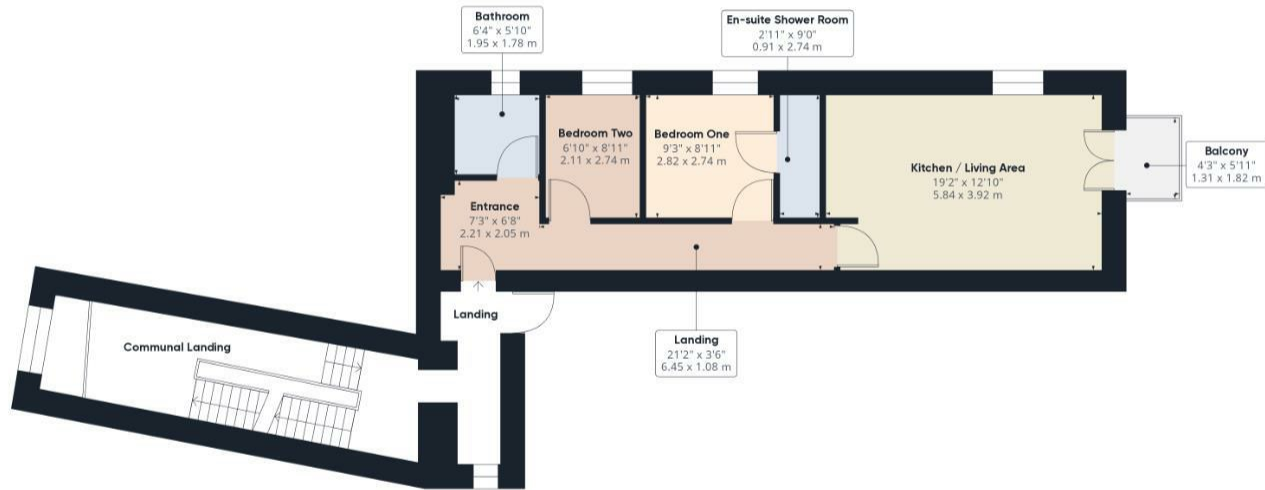 Bathroom
6'4" x 5'10"
1.95 x 1.78 m
En-suite Shower Room
2'11" x 9'0"
0.91 x 2.74 m
Bedroom Two
6'10" x 8'11"
2.11 x 2.74 m
Bedroom One
9'3" x 8'11"
2.82 x 2.74 m
Kitchen / Living Area
19'2" x 12'10"
5.84 x 3.92 m
Balcony
4'3" x 5'11"
1.31 x 1.82 m
Entrance
7'3" x 6'8"
2.21 x 2.05 m
Landing
Communal Landing
Landing
21'2" x 3'6"
6.45 x 1.08 m